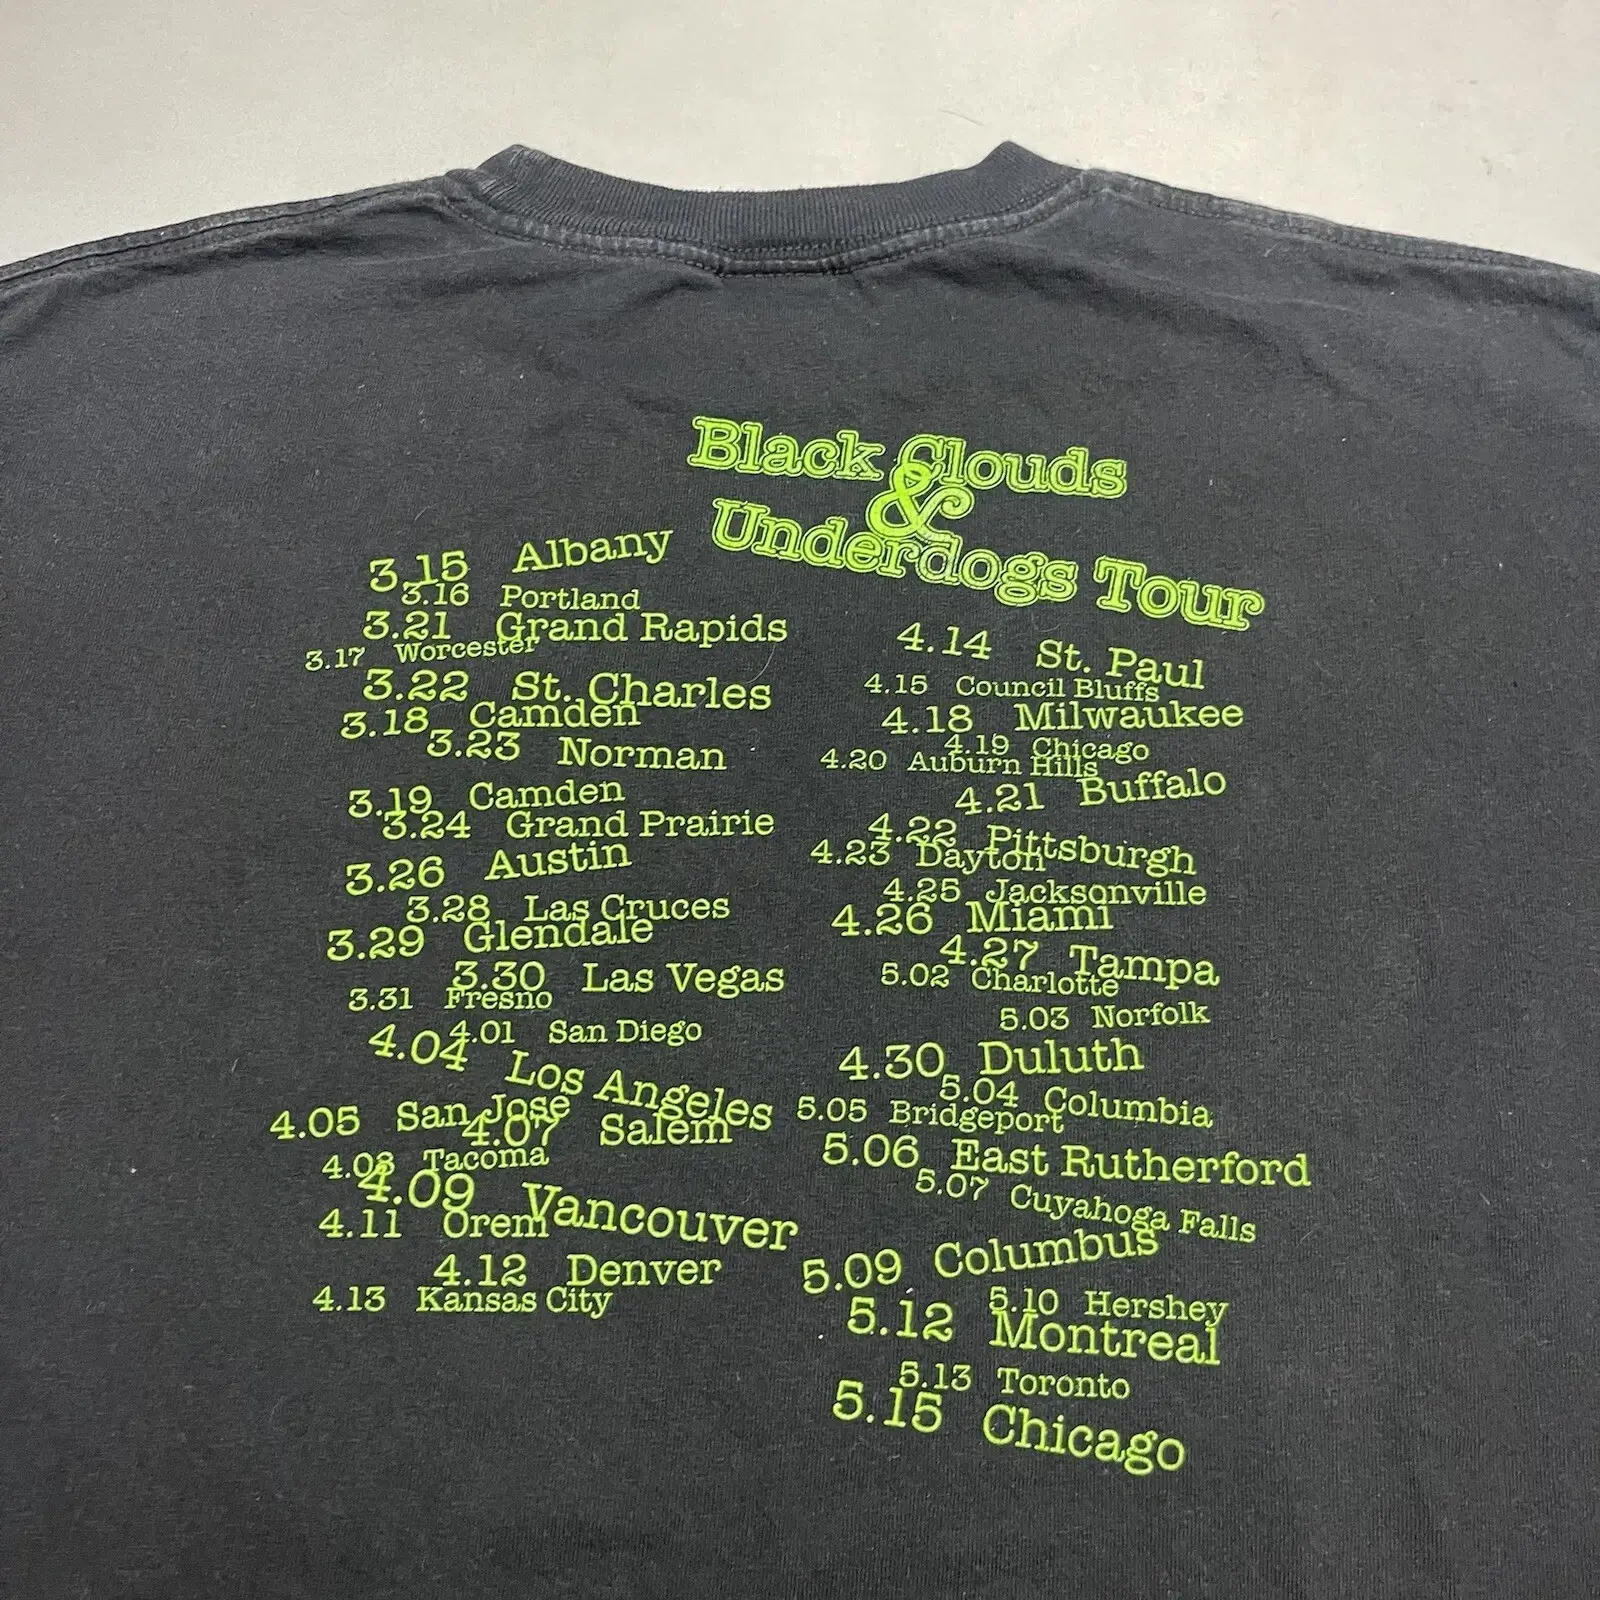 Black Clouds
&
Underdogs Tour
3.15 Albany
3.16 Portland
3.21 Grand Rapids
3.17 Worcester
3.22 St. Charles
3.18 Camden
3.23 Norman
3.19 Camden
3.24 Grand Prairie
3.26 Austin
3.28 Las Cruces
3.29 Glendale
3.30 Las Vegas
3.31 Fresno
4.01 San Diego
4.04 Los Angeles
4.05 San Jose
4.07 Salem
4.08 Tacoma
4.09 Vancouver
4.11 Orem
4.12 Denver
4.13 Kansas City
4.14 St. Paul
4.15 Council Bluffs
4.18 Milwaukee
4.19 Chicago
4.20 Auburn Hills
4.21 Buffalo
4.22 Pittsburgh
4.23 Dayton
4.25 Jacksonville
4.26 Miami
4.27 Tampa
5.02 Charlotte
5.03 Norfolk
4.30 Duluth
5.04 Columbia
5.05 Bridgeport
5.06 East Rutherford
5.07 Cuyahoga Falls
5.09 Columbus
5.10 Hershey
5.12 Montreal
5.13 Toronto
5.15 Chicago